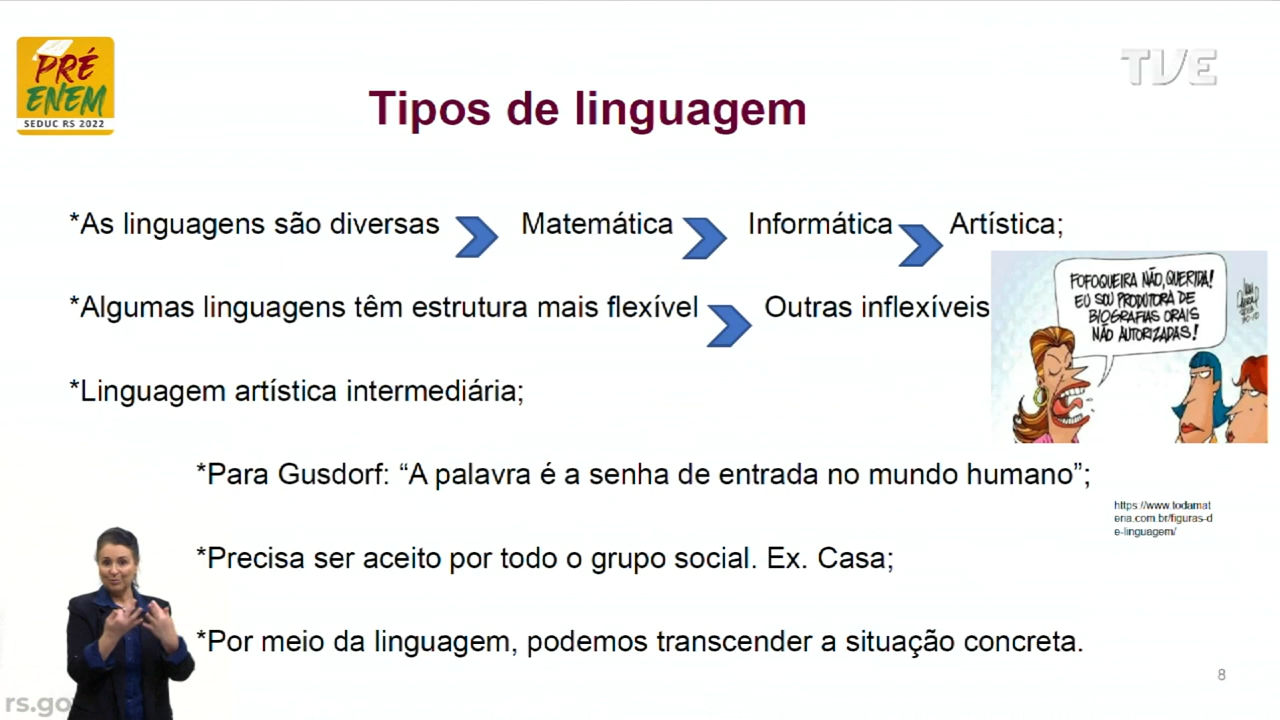 PRÉ
ENEM
SEDUC RS 2022
TVE
Tipos de linguagem
*As linguagens são diversas Matemática Informática Artística;
FOFOQUEIRA NÃO, QUERIDA!
EU SOU PRODUTORA DE
BIOGRAFIAS ORAIS
NÃO AUTORIZADAS!
*Algumas linguagens têm estrutura mais flexível Outras inflexíveis
*Linguagem artística intermediária;
*Para Gusdorf: “A palavra é a senha de entrada no mundo humano”;
https://www.todamat
eria.com.br/figuras-d
e-linguagem/
*Precisa ser aceito por todo o grupo social. Ex. Casa;
*Por meio da linguagem, podemos transcender a situação concreta.
8
rs.go